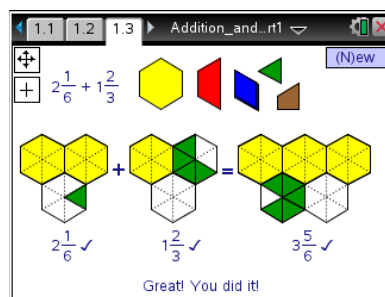 1.1 1.2 1.3 Addition_and...rt1
(N)ew
2 1/6 + 1 2/3
+ =
2 1/6 ✓ 1 2/3 ✓ 3 5/6 ✓
Great! You did it!